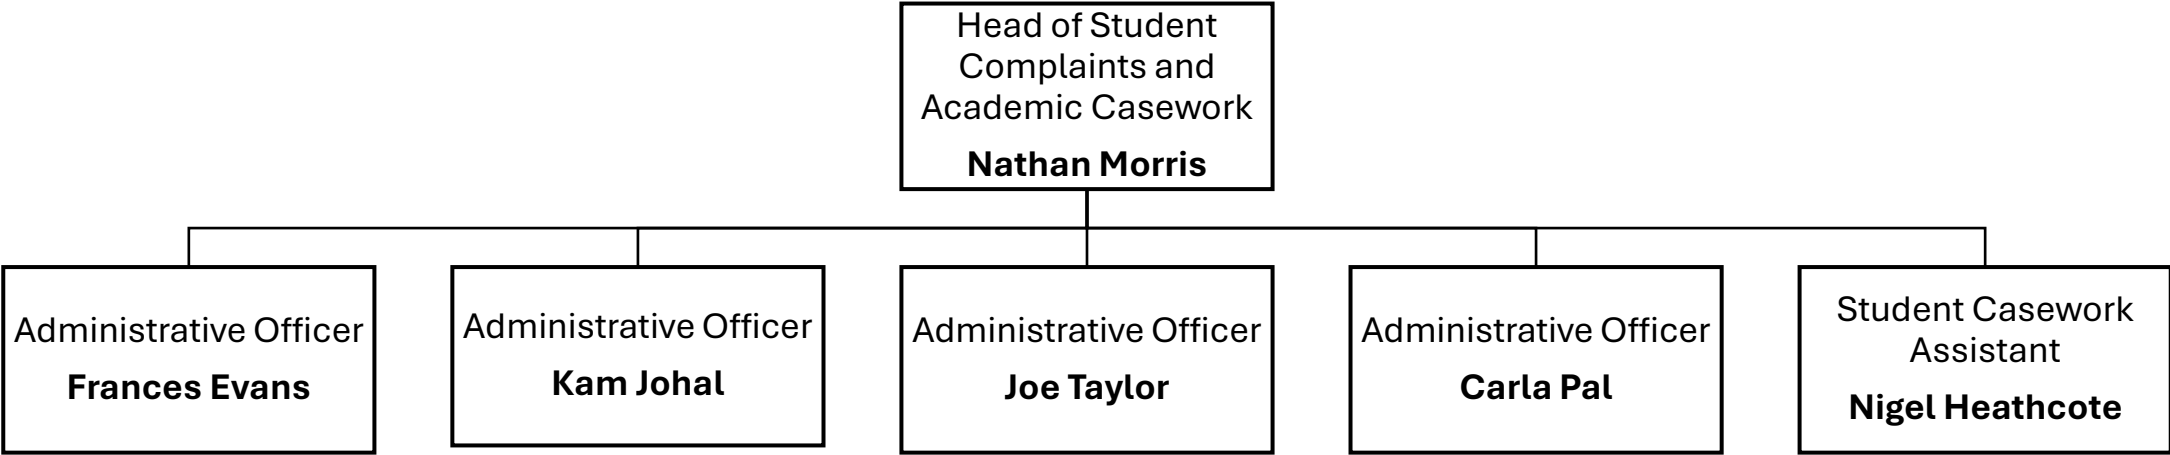 Head of Student
Complaints and
Academic Casework
Nathan Morris
Administrative Officer
Frances Evans
Administrative Officer
Kam Johal
Administrative Officer
Joe Taylor
Administrative Officer
Carla Pal
Student Casework
Assistant
Nigel Heathcote